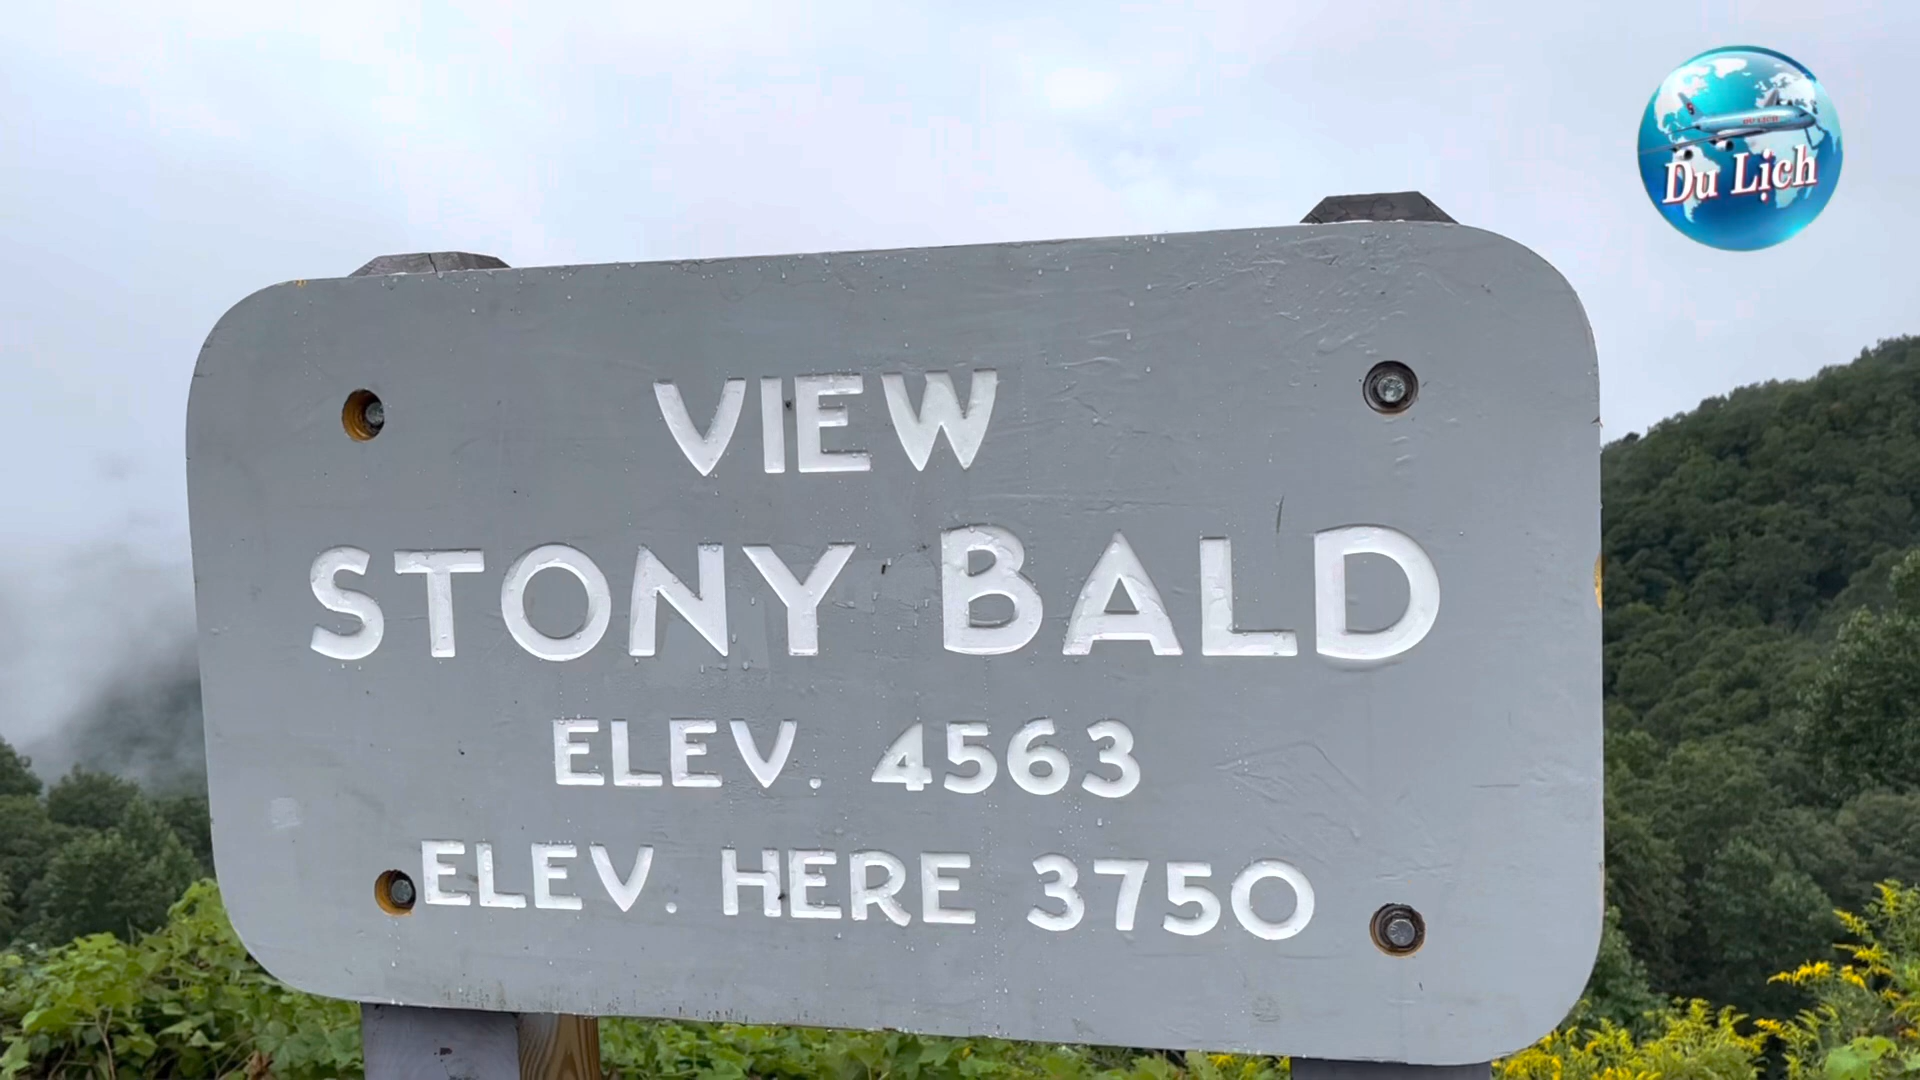 Du Lịch
VIEW
STONY BALD
ELEV. 4563
ELEV. HERE 3750